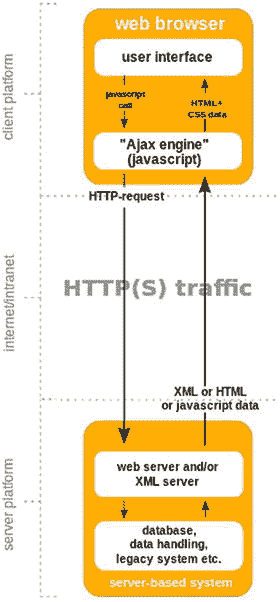 web browser
user interface
javascript
call
HTML+
CSS data
"Ajax engine"
(javascript)
HTTP-request
HTTP(S) traffic
XML or HTML
or javascript data
web server and/or
XML server
database,
data handling,
legacy system etc.
server-based system
client platform
internet/intranet
server platform